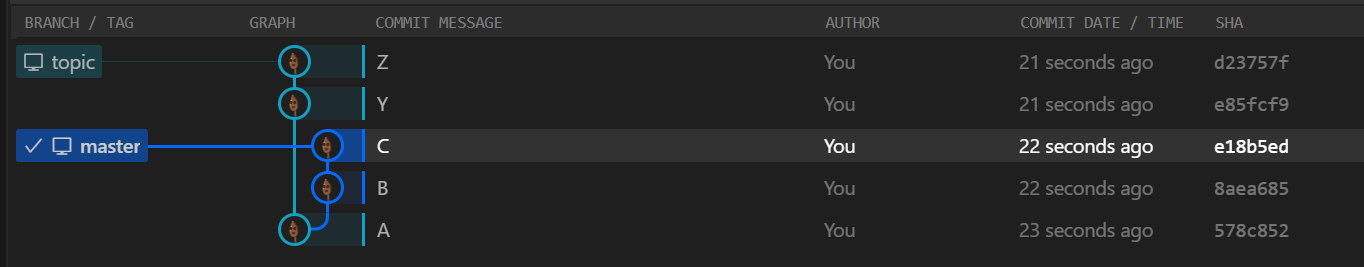 BRANCH / TAG GRAPH COMMIT MESSAGE AUTHOR COMMIT DATE / TIME SHA
topic Z You 21 seconds ago d23757f
Y You 21 seconds ago e85fcf9
master C You 22 seconds ago e18b5ed
B You 22 seconds ago 8aea685
A You 23 seconds ago 578c852